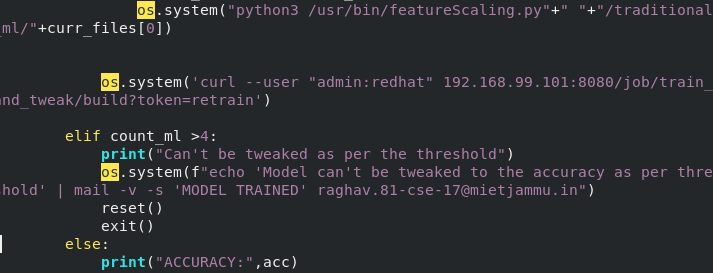 os.system("python3 /usr/bin/featureScaling.py"+" "+"/traditional
_ml/"+curr_files[0])
os.system('curl --user "admin:redhat" 192.168.99.101:8080/job/train_
and_tweak/build?token=retrain')
elif count_ml >4:
print("Can't be tweaked as per the threshold")
os.system(f"echo 'Model can't be tweaked to the accuracy as per thre
shold' | mail -v -s 'MODEL TRAINED' raghav.81-cse-17@mietjammu.in")
reset()
exit()
else:
print("ACCURACY:",acc)